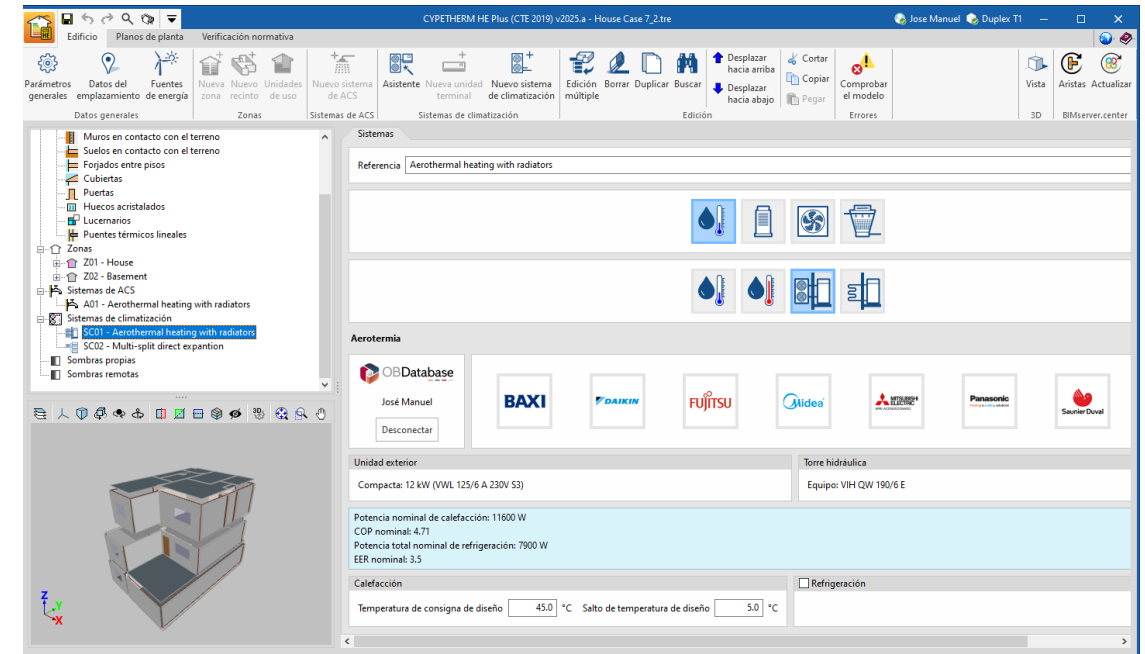 CYPETHERM HE Plus (CTE 2019) v2025.a - House Case 7_2.tre
Jose Manuel
Duplex T1
Edificio
Planos de planta
Verificación normativa
Parámetros generales
Datos del emplazamiento
Fuentes de energía
Nueva zona
Nuevo recinto
Unidades de uso
Nuevo sistema de ACS
Asistente
Nueva unidad terminal
Nuevo sistema de climatización
Edición múltiple
Borrar
Duplicar
Buscar
Desplazar hacia arriba
Desplazar hacia abajo
Cortar
Copiar
Pegar
Comprobar el modelo
Vista
Aristas
Actualizar
Datos generales
Zonas
Sistemas de ACS
Sistemas de climatización
Edición
Errores
3D
BIMserver.center
Muros en contacto con el terreno
Suelos en contacto con el terreno
Forjados entre pisos
Cubiertas
Puertas
Huecos acristalados
Lucernarios
Puentes térmicos lineales
Zonas
Z01 - House
Z02 - Basement
Sistemas de ACS
A01 - Aerothermal heating with radiators
Sistemas de climatización
SC01 - Aerothermal heating with radiators
SC02 - Multi-split direct expantion
Sombras propias
Sombras remotas
3D
Z
Y
X
Sistemas
Referencia
Aerothermal heating with radiators
Aerotermia
OBDatabase
José Manuel
Desconectar
BAXI
DAIKIN
FUJITSU
Midea
MITSUBISHI ELECTRIC
Panasonic
Saunier Duval
Unidad exterior
Compacta: 12 kW (VWL 125/6 A 230V S3)
Torre hidráulica
Equipo: VIH QW 190/6 E
Potencia nominal de calefacción: 11600 W
COP nominal: 4.71
Potencia total nominal de refrigeración: 7900 W
EER nominal: 3.5
Calefacción
Temperatura de consigna de diseño 45.0 °C Salto de temperatura de diseño 5.0 °C
Refrigeración